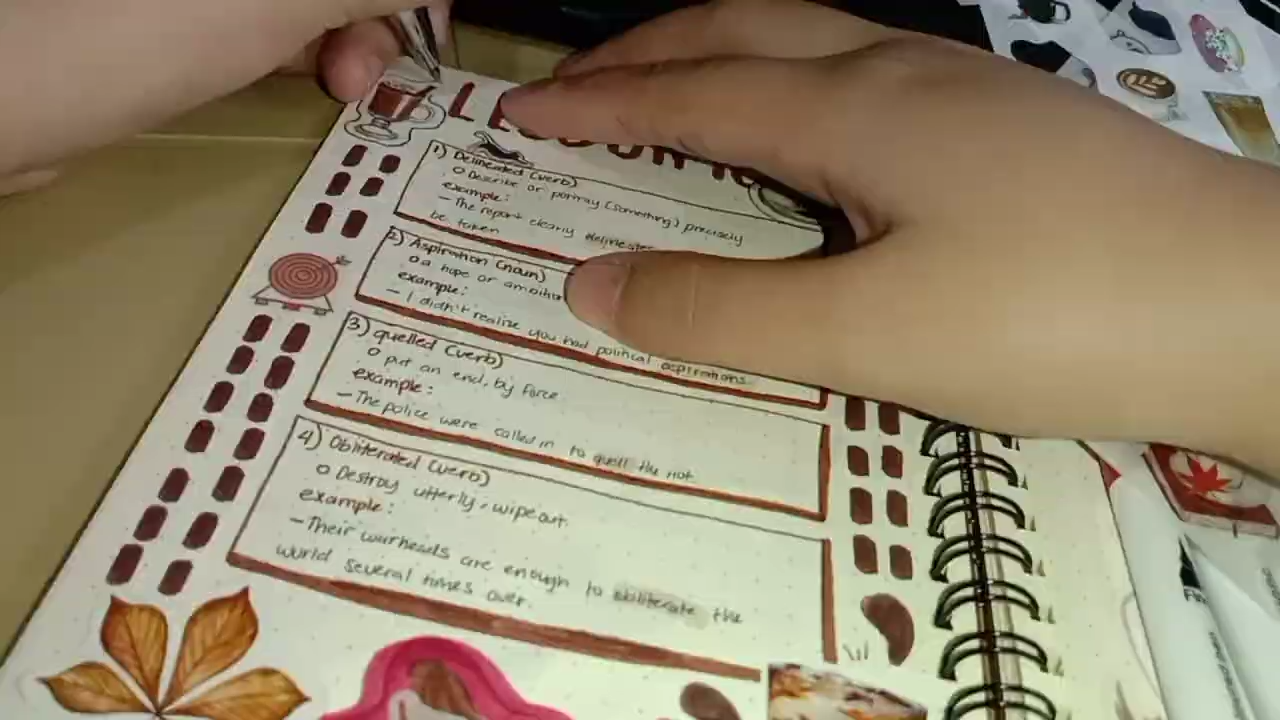 1) Delineated (verb)
o Describe or portray [something] precisely
example:
- The report clearly delineates
be taken
2) Aspiration (noun)
o a hope or ambition
example:
- I didn't realize you had political aspirations.
3) quelled (verb)
o put an end, by force
example:
- The police were called in to quell the riot
4) Obliterated (verb)
o Destroy utterly, wipe out.
example:
- Their warheads are enough to obliterate the
world several times over.